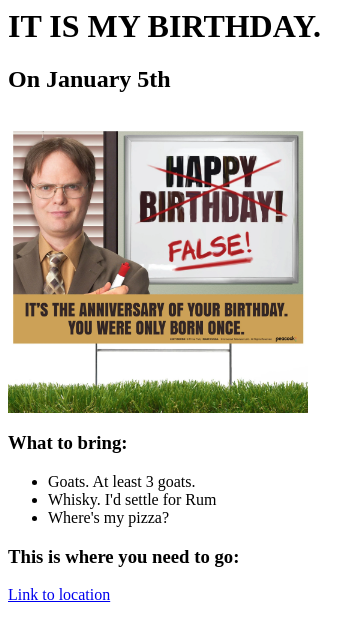 IT IS MY BIRTHDAY.
On January 5th
HAPPY
BIRTHDAY!
FALSE!
IT'S THE ANNIVERSARY OF YOUR BIRTHDAY.
YOU WERE ONLY BORN ONCE.
peacock
What to bring:
Goats. At least 3 goats.
Whisky. I'd settle for Rum
Where's my pizza?
This is where you need to go:
Link to location